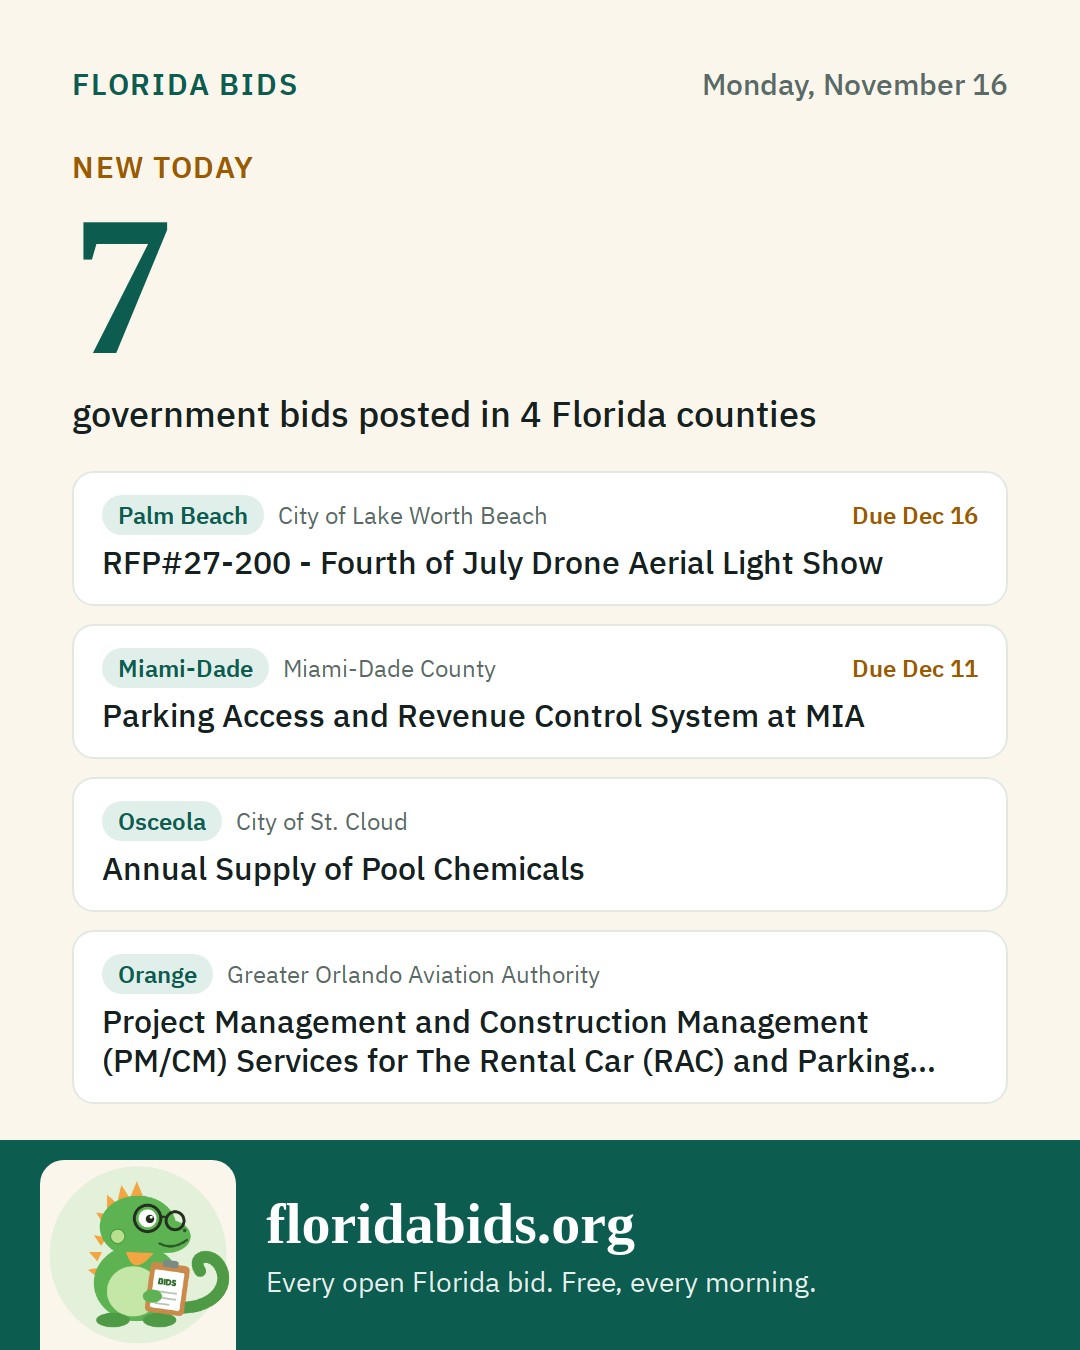 FLORIDA BIDS
Monday, November 16
NEW TODAY
7
government bids posted in 4 Florida counties
Palm Beach City of Lake Worth Beach Due Dec 16
RFP#27-200 - Fourth of July Drone Aerial Light Show
Miami-Dade Miami-Dade County Due Dec 11
Parking Access and Revenue Control System at MIA
Osceola City of St. Cloud
Annual Supply of Pool Chemicals
Orange Greater Orlando Aviation Authority
Project Management and Construction Management
(PM/CM) Services for The Rental Car (RAC) and Parking...
BIDS
floridabids.org
Every open Florida bid. Free, every morning.